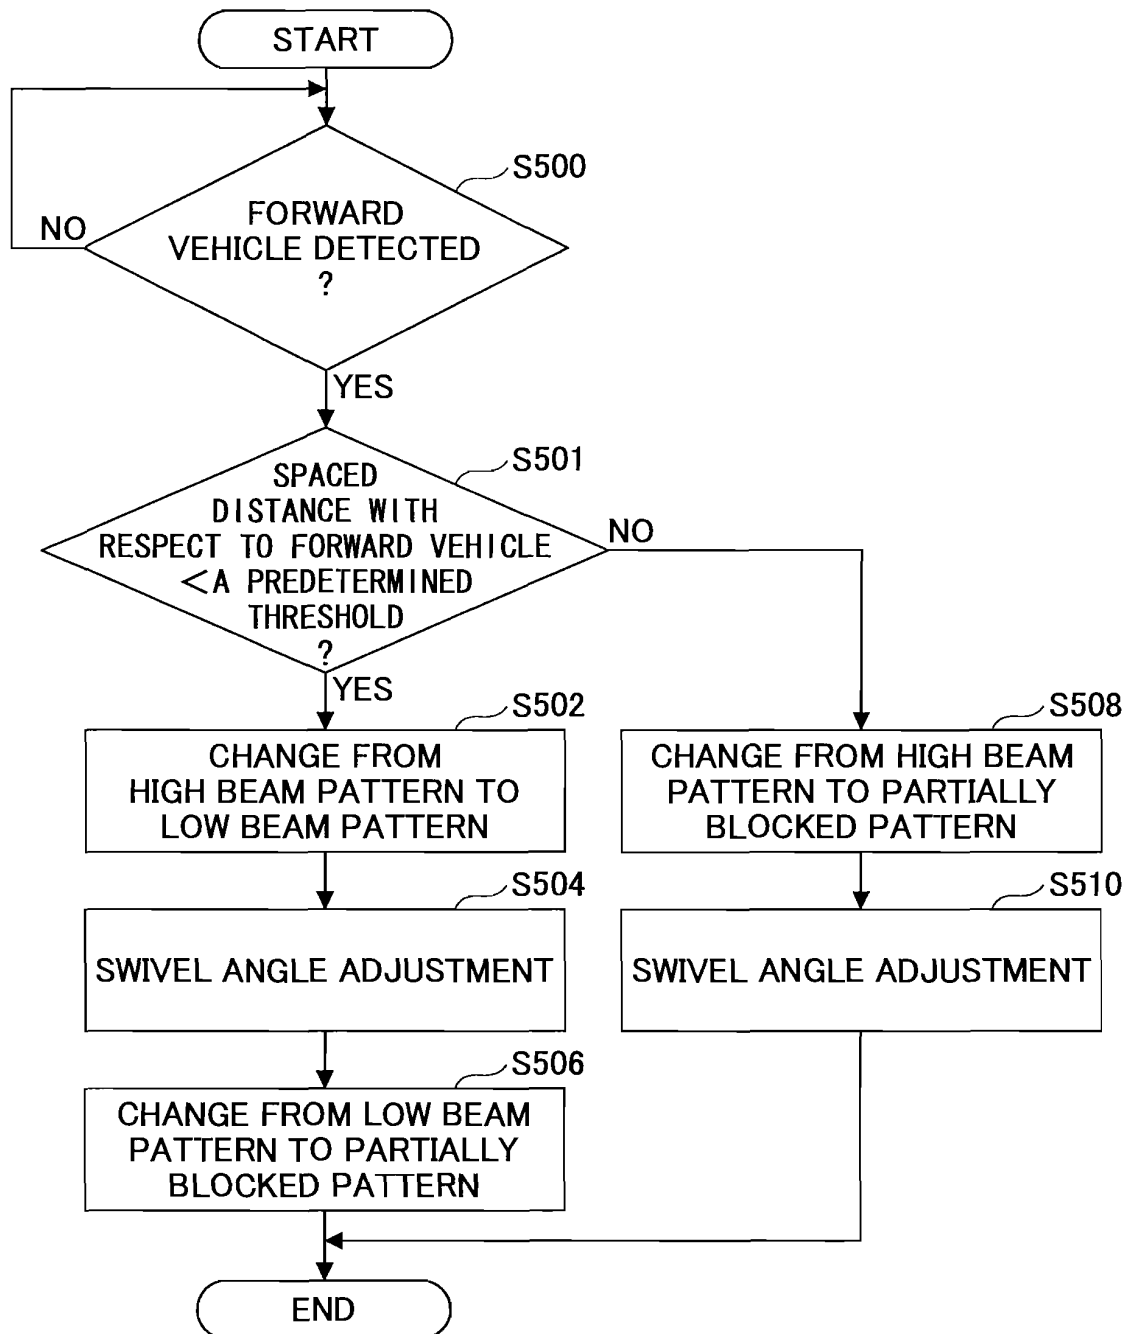 START
S500
FORWARD
VEHICLE DETECTED
?
NO
YES
S501
SPACED
DISTANCE WITH
RESPECT TO FORWARD VEHICLE
<A PREDETERMINED
THRESHOLD
?
NO
YES
S502
CHANGE FROM
HIGH BEAM PATTERN TO
LOW BEAM PATTERN
S508
CHANGE FROM HIGH BEAM
PATTERN TO PARTIALLY
BLOCKED PATTERN
S504
SWIVEL ANGLE ADJUSTMENT
S510
SWIVEL ANGLE ADJUSTMENT
S506
CHANGE FROM LOW BEAM
PATTERN TO PARTIALLY
BLOCKED PATTERN
END